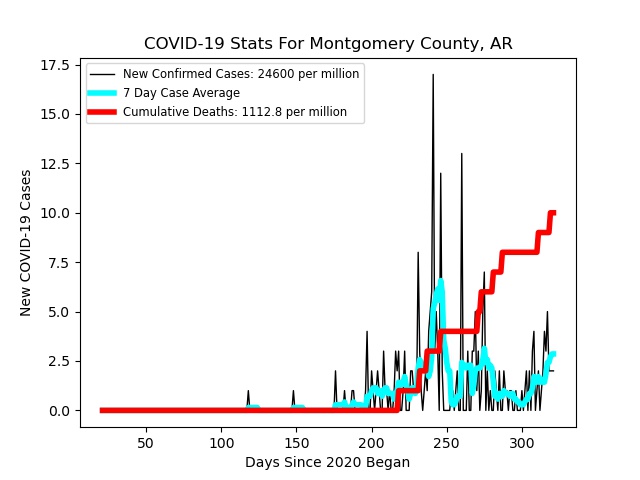 COVID-19 Stats For Montgomery County, AR
New Confirmed Cases: 24600 per million
7 Day Case Average
Cumulative Deaths: 1112.8 per million
New COVID-19 Cases
17.5
15.0
12.5
10.0
7.5
5.0
2.5
0.0
50 100 150 200 250 300
Days Since 2020 Began